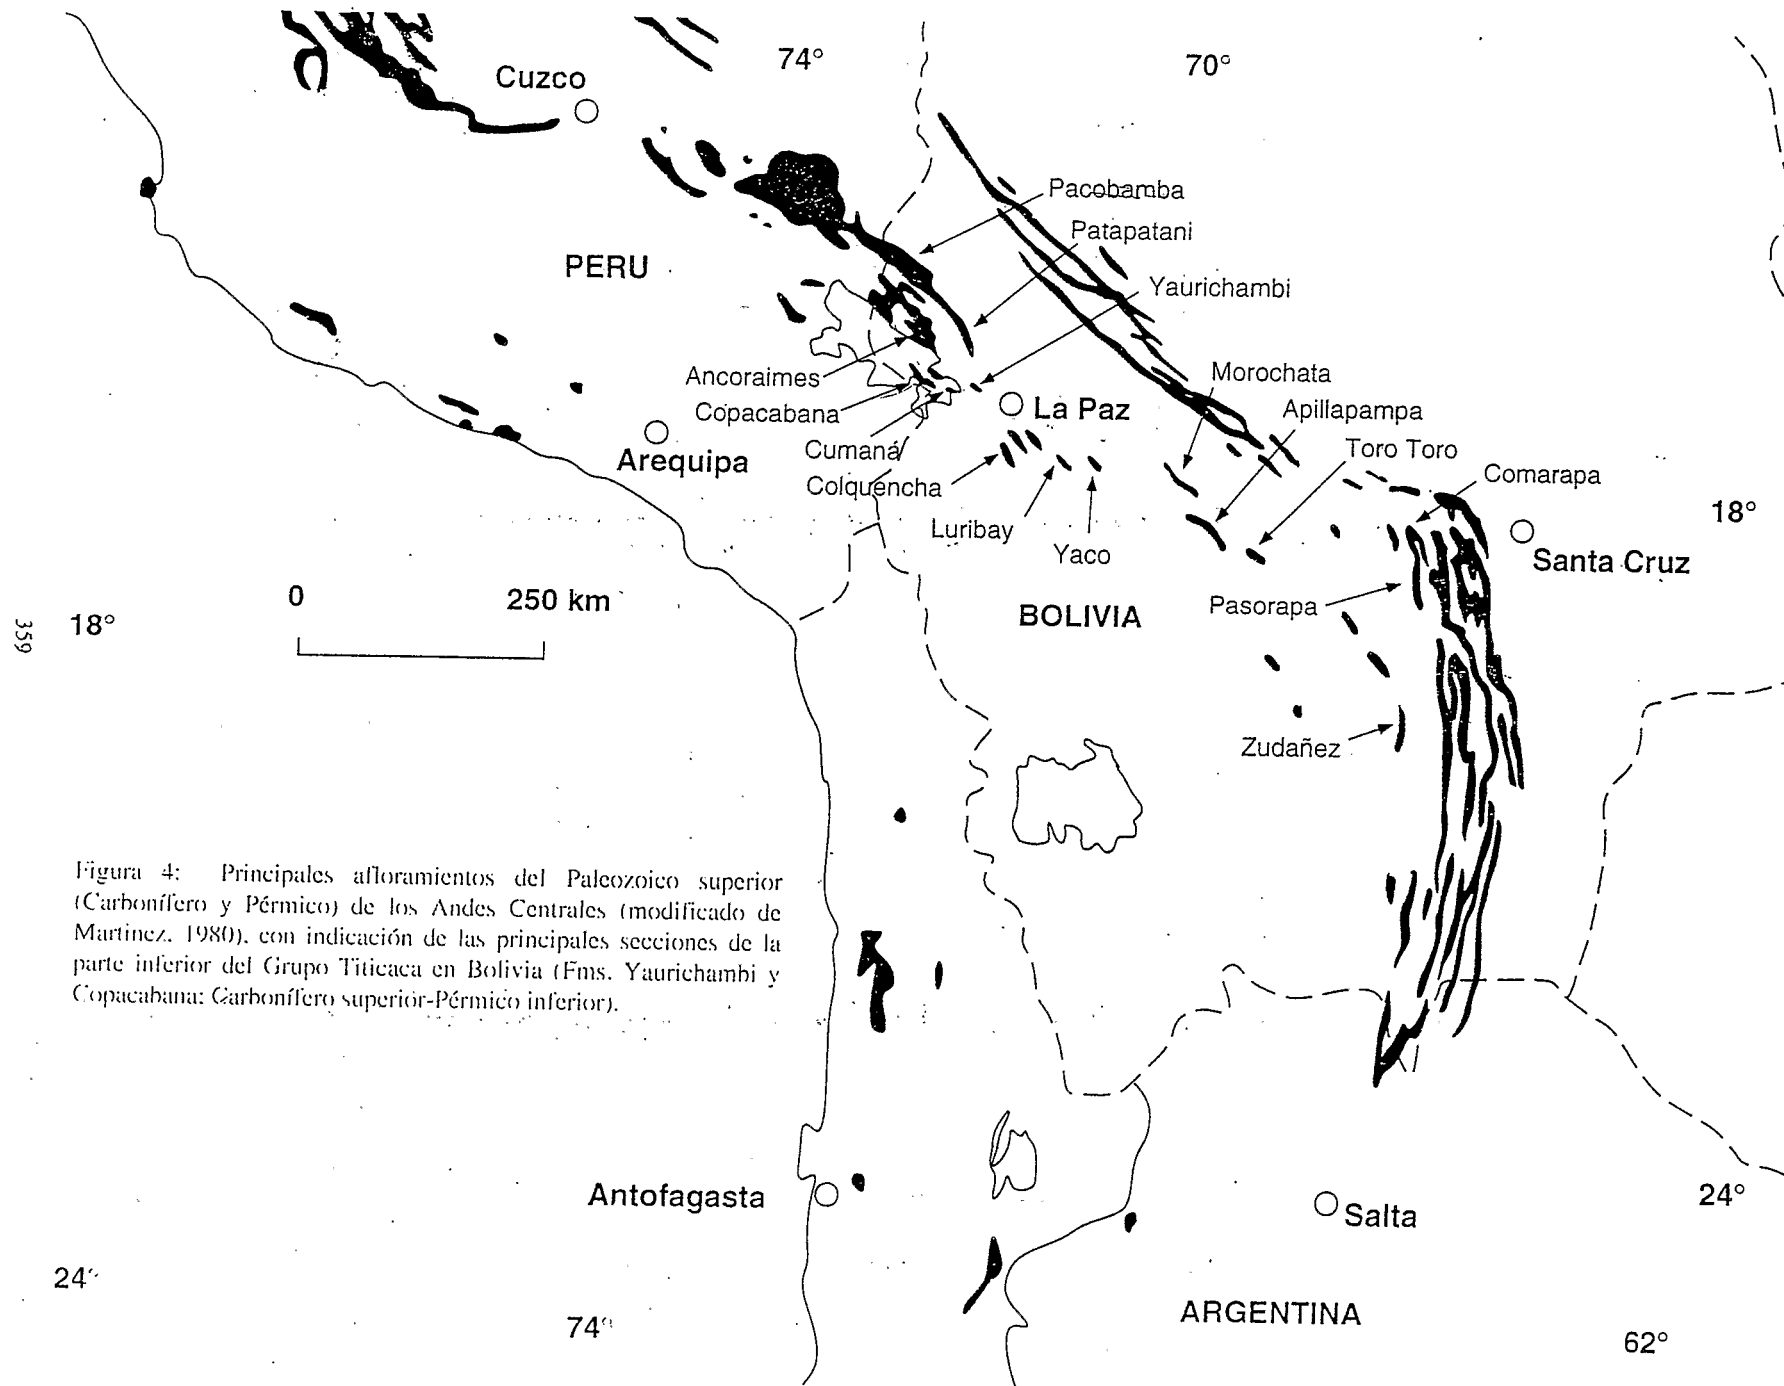 74°
70°
Cuzco
Pacobamba
Patapatani
PERU
Yaurichambi
Ancoraimes
Morochata
Copacabana
La Paz
Apillapampa
Cumaná
Toro Toro
Arequipa
Comarapa
Colquencha
18°
Luribay
Yaco
Santa Cruz
0
250 km
Pasorapa
BOLIVIA
18°
359
Zudañez
Figura 4: Principales afloramientos del Paleozoico superior
(Carbonífero y Pérmico) de los Andes Centrales (modificado de
Martinez, 1980), con indicación de las principales secciones de la
parte inferior del Grupo Titicaca en Bolivia (Fms. Yaurichambi y
Copacabana: Carbonífero superior-Pérmico inferior).
Antofagasta
24°
Salta
24°
ARGENTINA
74°
62°